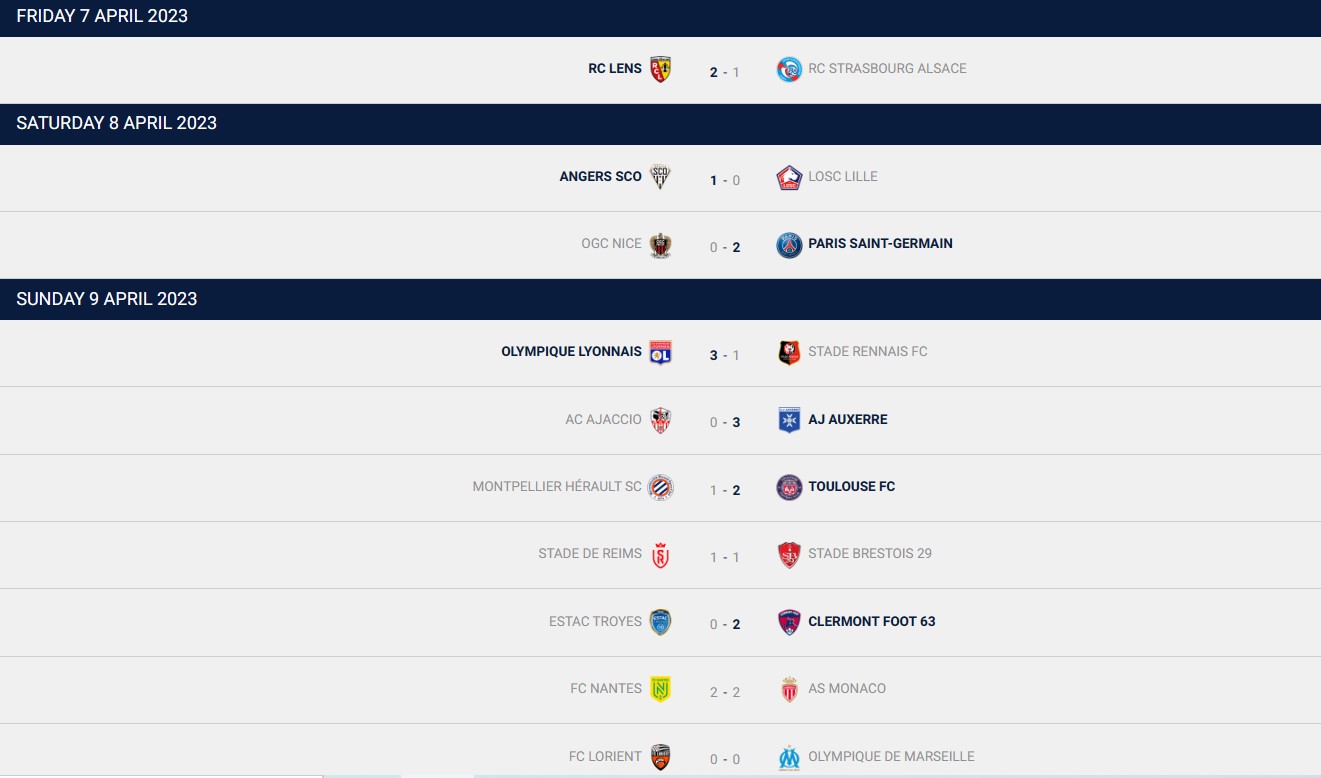 FRIDAY 7 APRIL 2023
RC LENS 2 - 1 RC STRASBOURG ALSACE
SATURDAY 8 APRIL 2023
ANGERS SCO 1 - 0 LOSC LILLE
OGC NICE 0 - 2 PARIS SAINT-GERMAIN
SUNDAY 9 APRIL 2023
OLYMPIQUE LYONNAIS 3 - 1 STADE RENNAIS FC
AC AJACCIO 0 - 3 AJ AUXERRE
MONTPELLIER HÉRAULT SC 1 - 2 TOULOUSE FC
STADE DE REIMS 1 - 1 STADE BRESTOIS 29
ESTAC TROYES 0 - 2 CLERMONT FOOT 63
FC NANTES 2 - 2 AS MONACO
FC LORIENT 0 - 0 OLYMPIQUE DE MARSEILLE